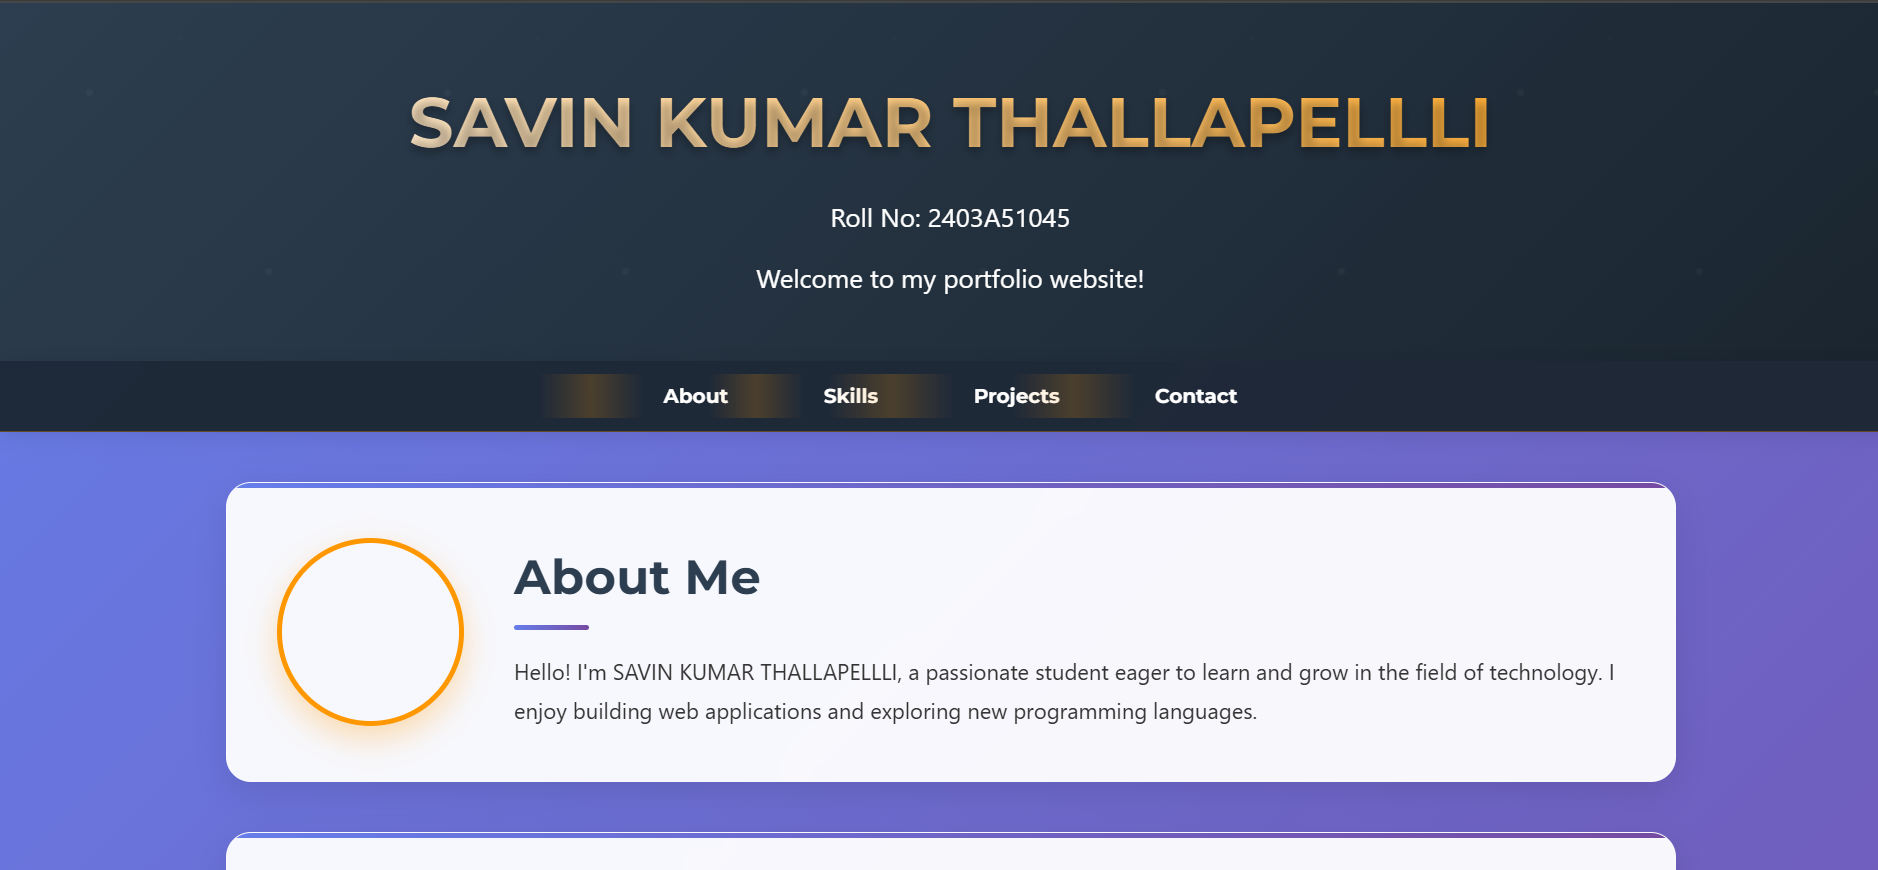 SAVIN KUMAR THALLAPELLLI
Roll No: 2403A51045
Welcome to my portfolio website!
About Skills Projects Contact
About Me
Hello! I'm SAVIN KUMAR THALLAPELLLI, a passionate student eager to learn and grow in the field of technology. I
enjoy building web applications and exploring new programming languages.